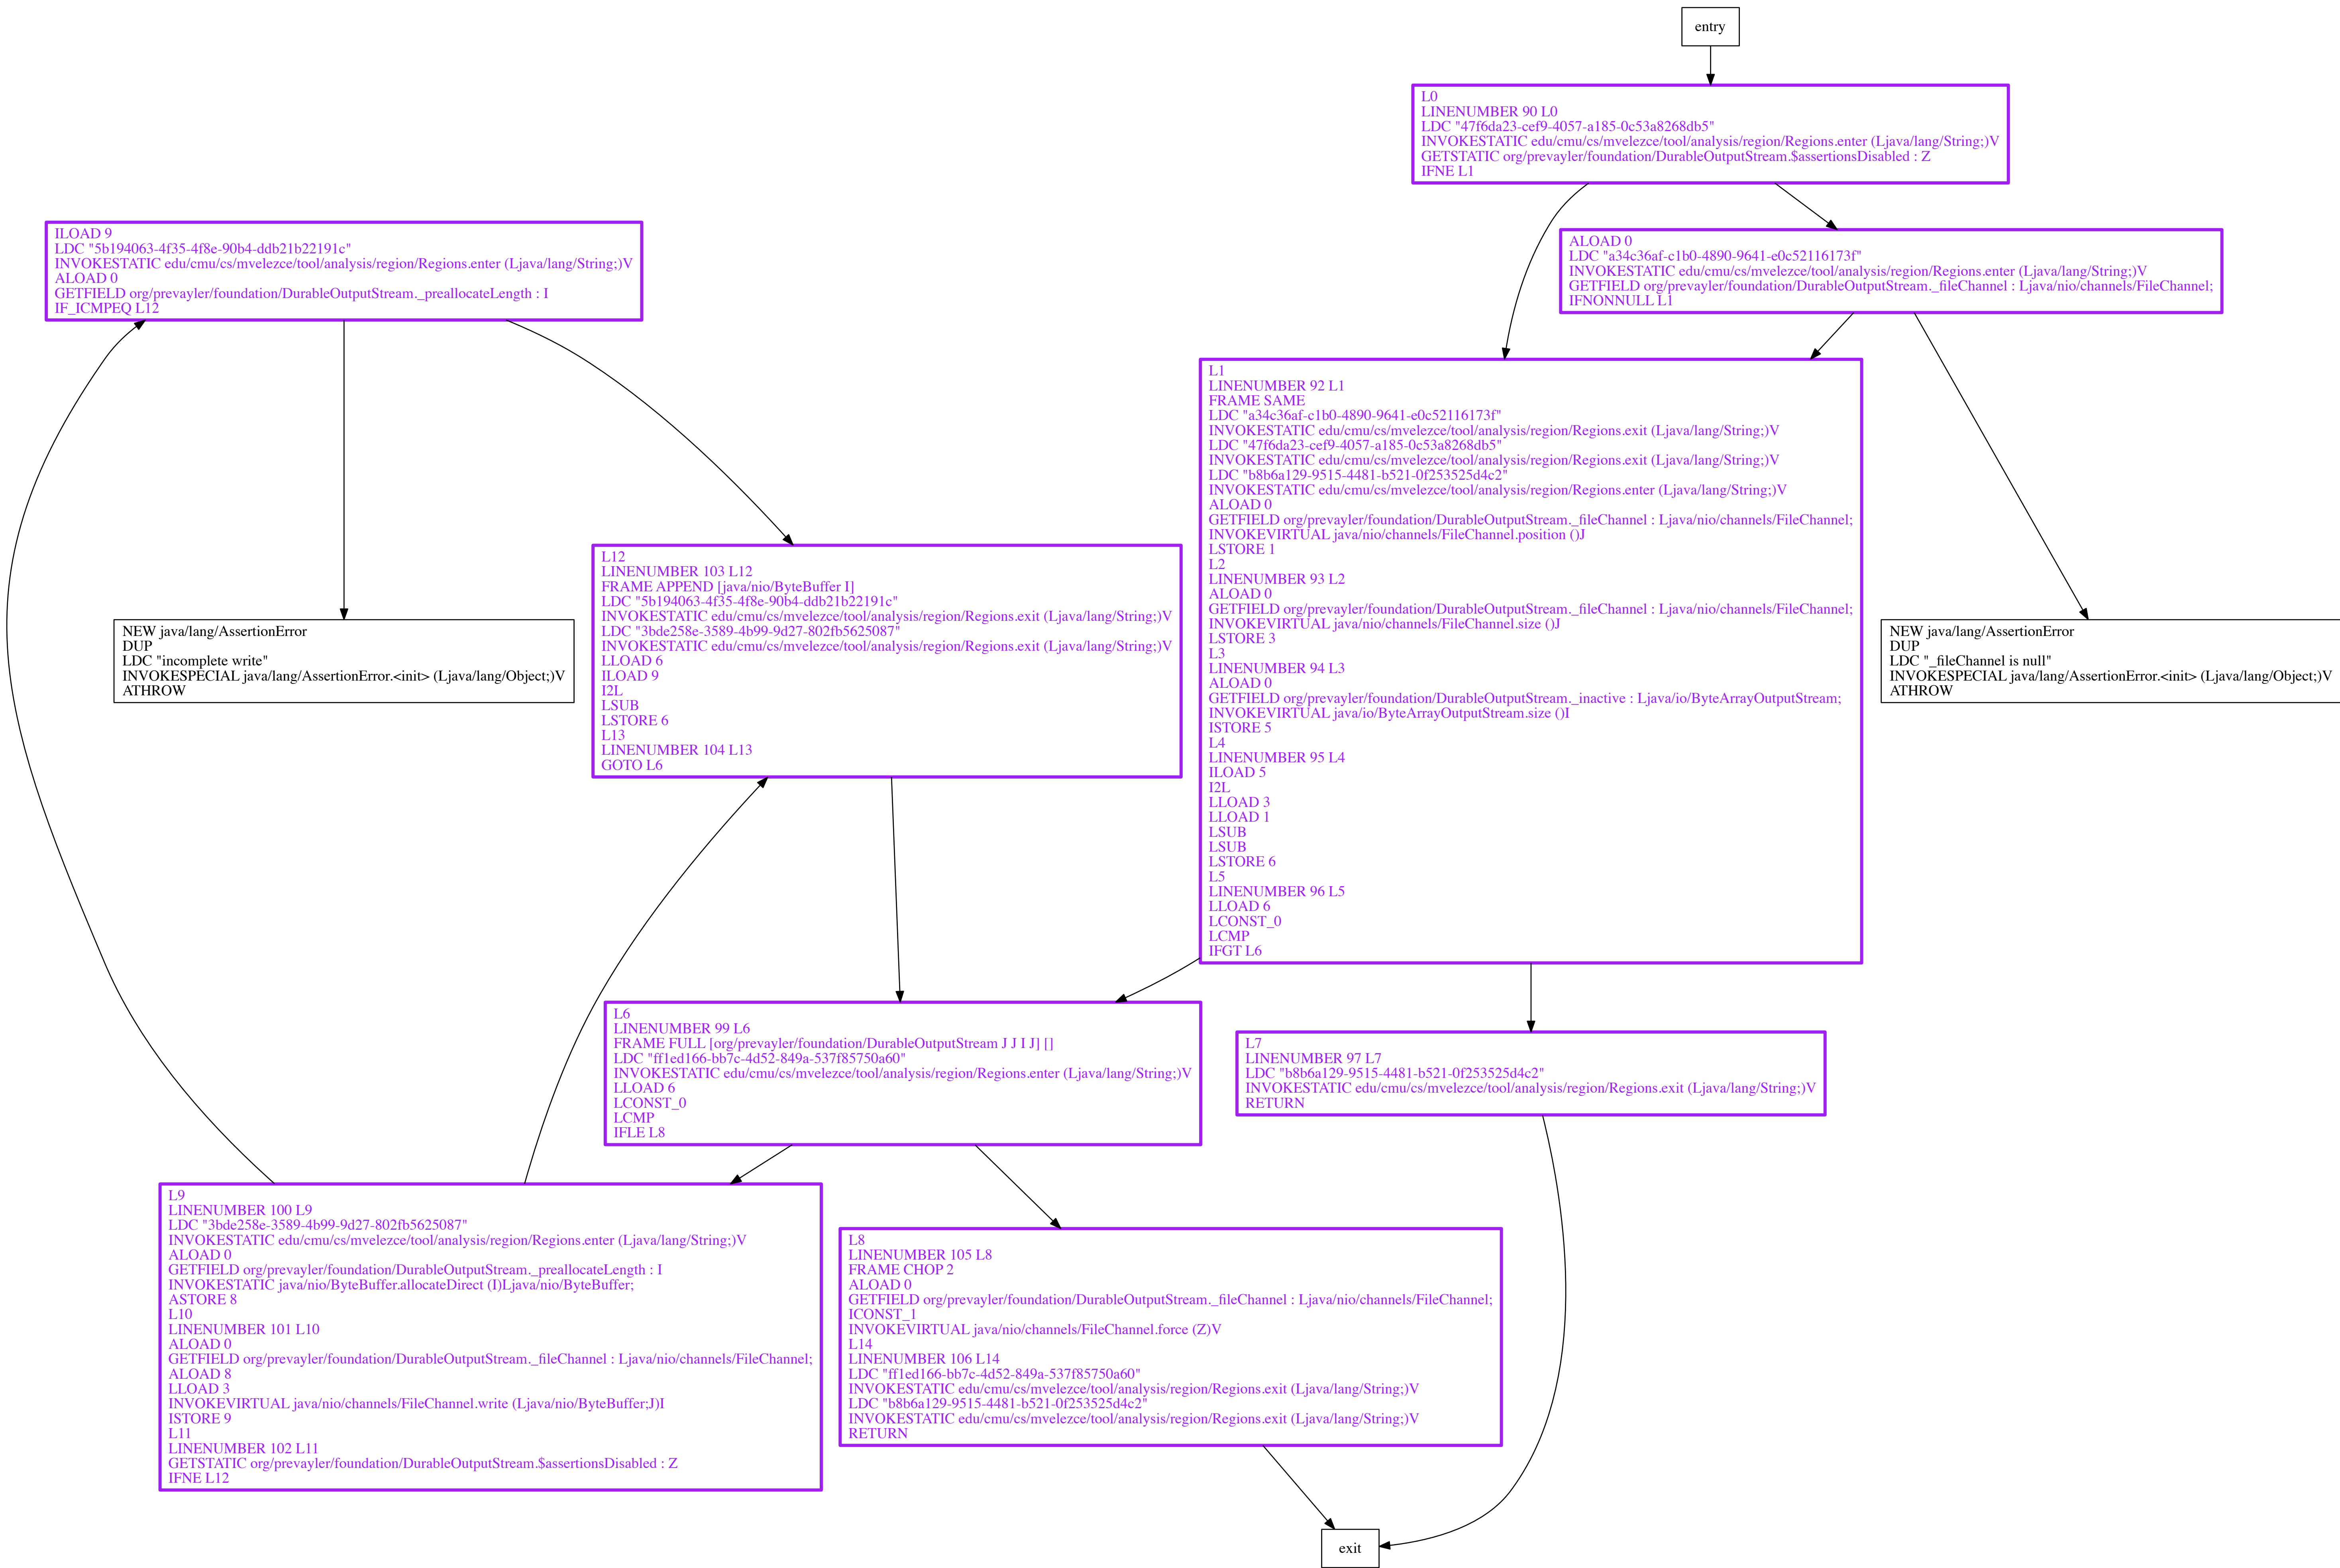 entry
L0
LINENUMBER 90 L0
LDC "47f6da23-cef9-4057-a185-0c53a8268db5"
INVOKESTATIC edu/cmu/cs/mvelezce/tool/analysis/region/Regions.enter (Ljava/lang/String;)V
GETSTATIC org/prevayler/foundation/DurableOutputStream.$assertionsDisabled : Z
IFNE L1
ILOAD 9
LDC "5b194063-4f35-4f8e-90b4-ddb21b22191c"
INVOKESTATIC edu/cmu/cs/mvelezce/tool/analysis/region/Regions.enter (Ljava/lang/String;)V
ALOAD 0
GETFIELD org/prevayler/foundation/DurableOutputStream._preallocateLength : I
IF_ICMPEQ L12
ALOAD 0
LDC "a34c36af-c1b0-4890-9641-e0c52116173f"
INVOKESTATIC edu/cmu/cs/mvelezce/tool/analysis/region/Regions.enter (Ljava/lang/String;)V
GETFIELD org/prevayler/foundation/DurableOutputStream._fileChannel : Ljava/nio/channels/FileChannel;
IFNONNULL L1
L1
LINENUMBER 92 L1
FRAME SAME
LDC "a34c36af-c1b0-4890-9641-e0c52116173f"
INVOKESTATIC edu/cmu/cs/mvelezce/tool/analysis/region/Regions.exit (Ljava/lang/String;)V
LDC "47f6da23-cef9-4057-a185-0c53a8268db5"
INVOKESTATIC edu/cmu/cs/mvelezce/tool/analysis/region/Regions.exit (Ljava/lang/String;)V
LDC "b8b6a129-9515-4481-b521-0f253525d4c2"
INVOKESTATIC edu/cmu/cs/mvelezce/tool/analysis/region/Regions.enter (Ljava/lang/String;)V
ALOAD 0
GETFIELD org/prevayler/foundation/DurableOutputStream._fileChannel : Ljava/nio/channels/FileChannel;
INVOKEVIRTUAL java/nio/channels/FileChannel.position ()J
LSTORE 1
L2
LINENUMBER 93 L2
ALOAD 0
GETFIELD org/prevayler/foundation/DurableOutputStream._fileChannel : Ljava/nio/channels/FileChannel;
INVOKEVIRTUAL java/nio/channels/FileChannel.size ()J
LSTORE 3
L3
LINENUMBER 94 L3
ALOAD 0
GETFIELD org/prevayler/foundation/DurableOutputStream._inactive : Ljava/io/ByteArrayOutputStream;
INVOKEVIRTUAL java/io/ByteArrayOutputStream.size ()I
ISTORE 5
L4
LINENUMBER 95 L4
ILOAD 5
I2L
LLOAD 3
LLOAD 1
LSUB
LSUB
LSTORE 6
L5
LINENUMBER 96 L5
LLOAD 6
LCONST_0
LCMP
IFGT L6
L12
LINENUMBER 103 L12
FRAME APPEND [java/nio/ByteBuffer I]
LDC "5b194063-4f35-4f8e-90b4-ddb21b22191c"
INVOKESTATIC edu/cmu/cs/mvelezce/tool/analysis/region/Regions.exit (Ljava/lang/String;)V
LDC "3bde258e-3589-4b99-9d27-802fb5625087"
INVOKESTATIC edu/cmu/cs/mvelezce/tool/analysis/region/Regions.exit (Ljava/lang/String;)V
LLOAD 6
ILOAD 9
I2L
LSUB
LSTORE 6
L13
LINENUMBER 104 L13
GOTO L6
NEW java/lang/AssertionError
DUP
LDC "incomplete write"
INVOKESPECIAL java/lang/AssertionError.<init> (Ljava/lang/Object;)V
ATHROW
NEW java/lang/AssertionError
DUP
LDC "_fileChannel is null"
INVOKESPECIAL java/lang/AssertionError.<init> (Ljava/lang/Object;)V
ATHROW
L6
LINENUMBER 99 L6
FRAME FULL [org/prevayler/foundation/DurableOutputStream J J I J] []
LDC "ff1ed166-bb7c-4d52-849a-537f85750a60"
INVOKESTATIC edu/cmu/cs/mvelezce/tool/analysis/region/Regions.enter (Ljava/lang/String;)V
LLOAD 6
LCONST_0
LCMP
IFLE L8
L7
LINENUMBER 97 L7
LDC "b8b6a129-9515-4481-b521-0f253525d4c2"
INVOKESTATIC edu/cmu/cs/mvelezce/tool/analysis/region/Regions.exit (Ljava/lang/String;)V
RETURN
L9
LINENUMBER 100 L9
LDC "3bde258e-3589-4b99-9d27-802fb5625087"
INVOKESTATIC edu/cmu/cs/mvelezce/tool/analysis/region/Regions.enter (Ljava/lang/String;)V
ALOAD 0
GETFIELD org/prevayler/foundation/DurableOutputStream._preallocateLength : I
INVOKESTATIC java/nio/ByteBuffer.allocateDirect (I)Ljava/nio/ByteBuffer;
ASTORE 8
L10
LINENUMBER 101 L10
ALOAD 0
GETFIELD org/prevayler/foundation/DurableOutputStream._fileChannel : Ljava/nio/channels/FileChannel;
ALOAD 8
LLOAD 3
INVOKEVIRTUAL java/nio/channels/FileChannel.write (Ljava/nio/ByteBuffer;J)I
ISTORE 9
L11
LINENUMBER 102 L11
GETSTATIC org/prevayler/foundation/DurableOutputStream.$assertionsDisabled : Z
IFNE L12
L8
LINENUMBER 105 L8
FRAME CHOP 2
ALOAD 0
GETFIELD org/prevayler/foundation/DurableOutputStream._fileChannel : Ljava/nio/channels/FileChannel;
ICONST_1
INVOKEVIRTUAL java/nio/channels/FileChannel.force (Z)V
L14
LINENUMBER 106 L14
LDC "ff1ed166-bb7c-4d52-849a-537f85750a60"
INVOKESTATIC edu/cmu/cs/mvelezce/tool/analysis/region/Regions.exit (Ljava/lang/String;)V
LDC "b8b6a129-9515-4481-b521-0f253525d4c2"
INVOKESTATIC edu/cmu/cs/mvelezce/tool/analysis/region/Regions.exit (Ljava/lang/String;)V
RETURN
exit